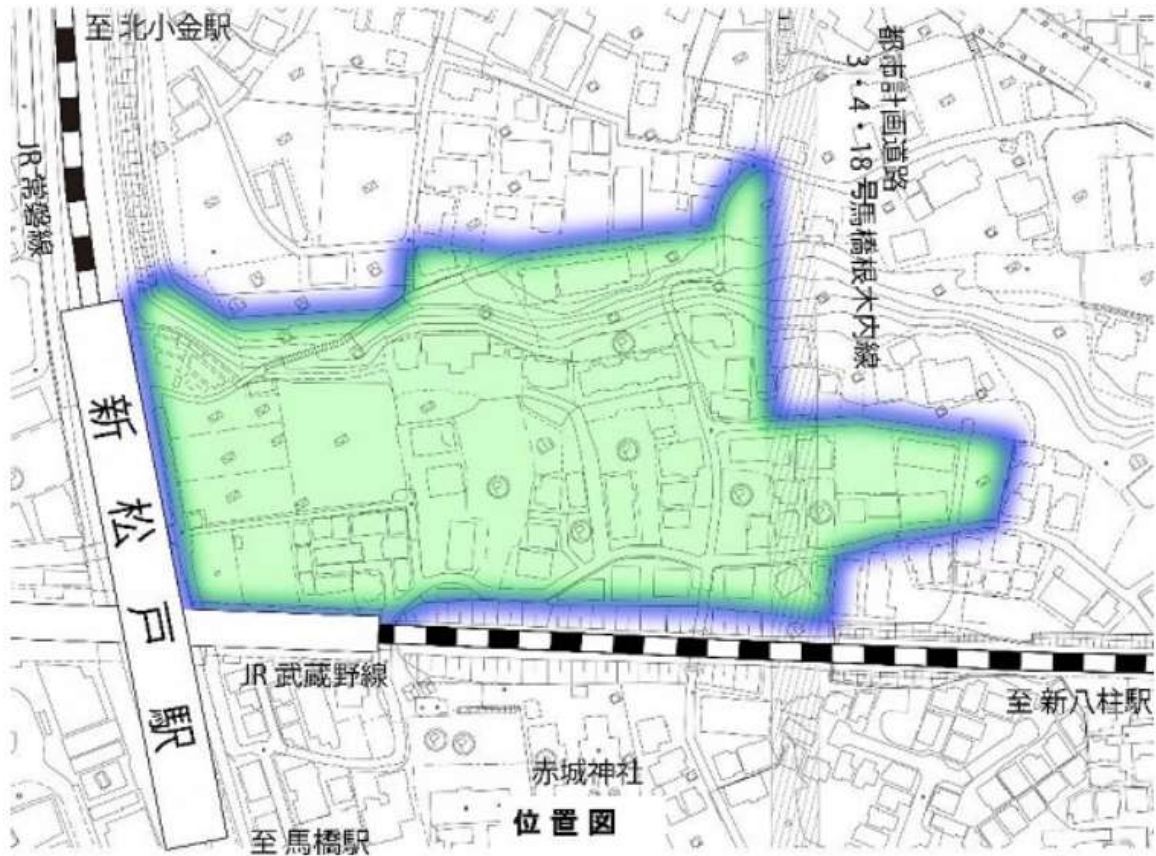 至 北小金駅
JR 常磐線
都市計画道路
3・4・18号馬橋根木内線
新松戸駅
JR 武蔵野線
至 新八柱駅
赤城神社
位置図
至 馬橋駅